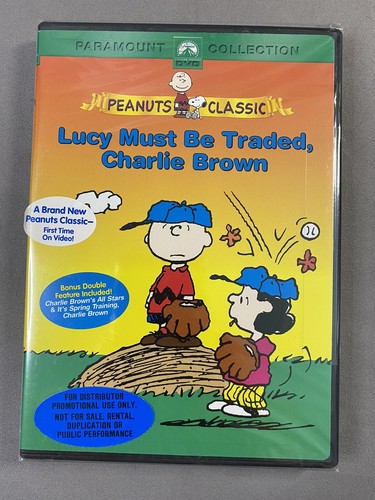 PARAMOUNT COLLECTION
DVD
PEANUTS CLASSIC
Lucy Must Be Traded,
Charlie Brown
A Brand New
Peanuts Classic–
First Time
On Video!
Bonus Double
Feature Included!
Charlie Brown's All Stars
& It's Spring Training,
Charlie Brown
FOR DISTRIBUTOR
PROMOTIONAL USE ONLY.
NOT FOR SALE, RENTAL,
DUPLICATION OR
PUBLIC PERFORMANCE